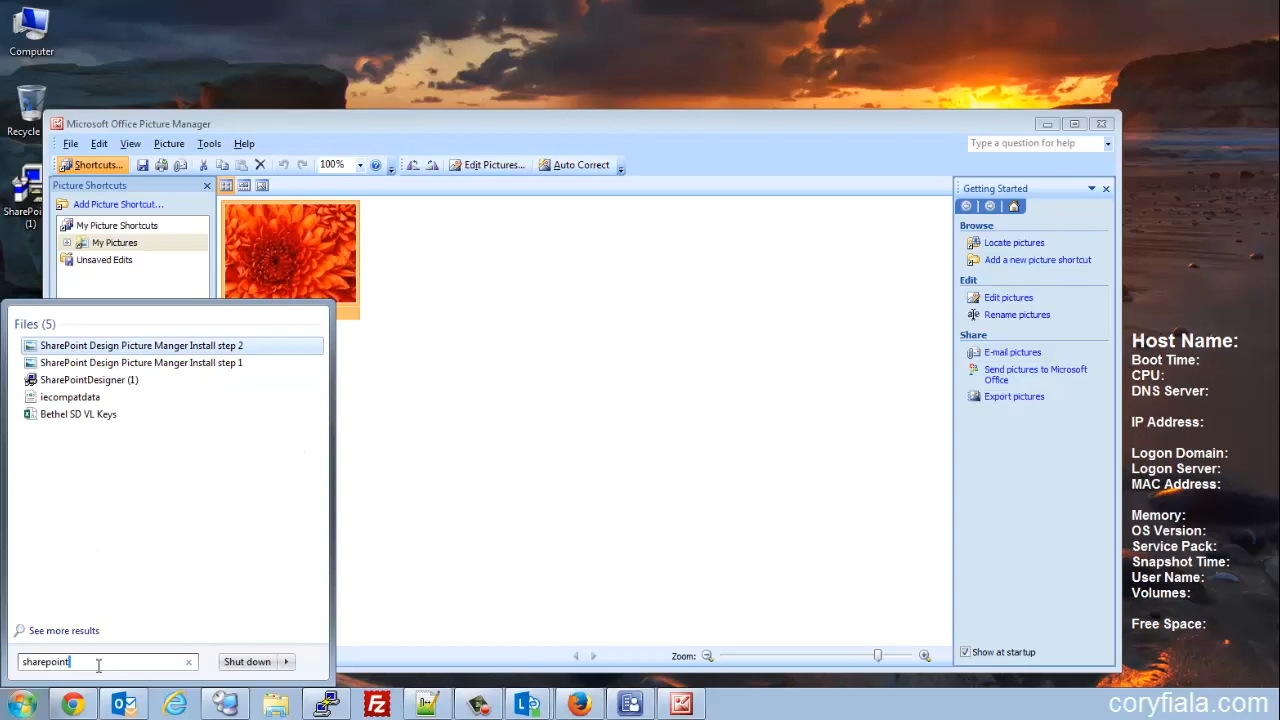 Computer
Recycle
SharePoin
(1)
Microsoft Office Picture Manager
File Edit View Picture Tools Help
Type a question for help
Shortcuts... 100% Edit Pictures... Auto Correct
Picture Shortcuts
Add Picture Shortcut...
My Picture Shortcuts
My Pictures
Unsaved Edits
Getting Started
Browse
Locate pictures
Add a new picture shortcut
Edit
Edit pictures
Rename pictures
Share
E-mail pictures
Send pictures to Microsoft
Office
Export pictures
Show at startup
Zoom:
Files (5)
SharePoint Design Picture Manger Install step 2
SharePoint Design Picture Manger Install step 1
SharePointDesigner (1)
iecompatdata
Bethel SD VL Keys
See more results
sharepoint
Shut down
Host Name:
Boot Time:
CPU:
DNS Server:
IP Address:
Logon Domain:
Logon Server:
MAC Address:
Memory:
OS Version:
Service Pack:
Snapshot Time:
User Name:
Volumes:
Free Space:
coryfiala.com